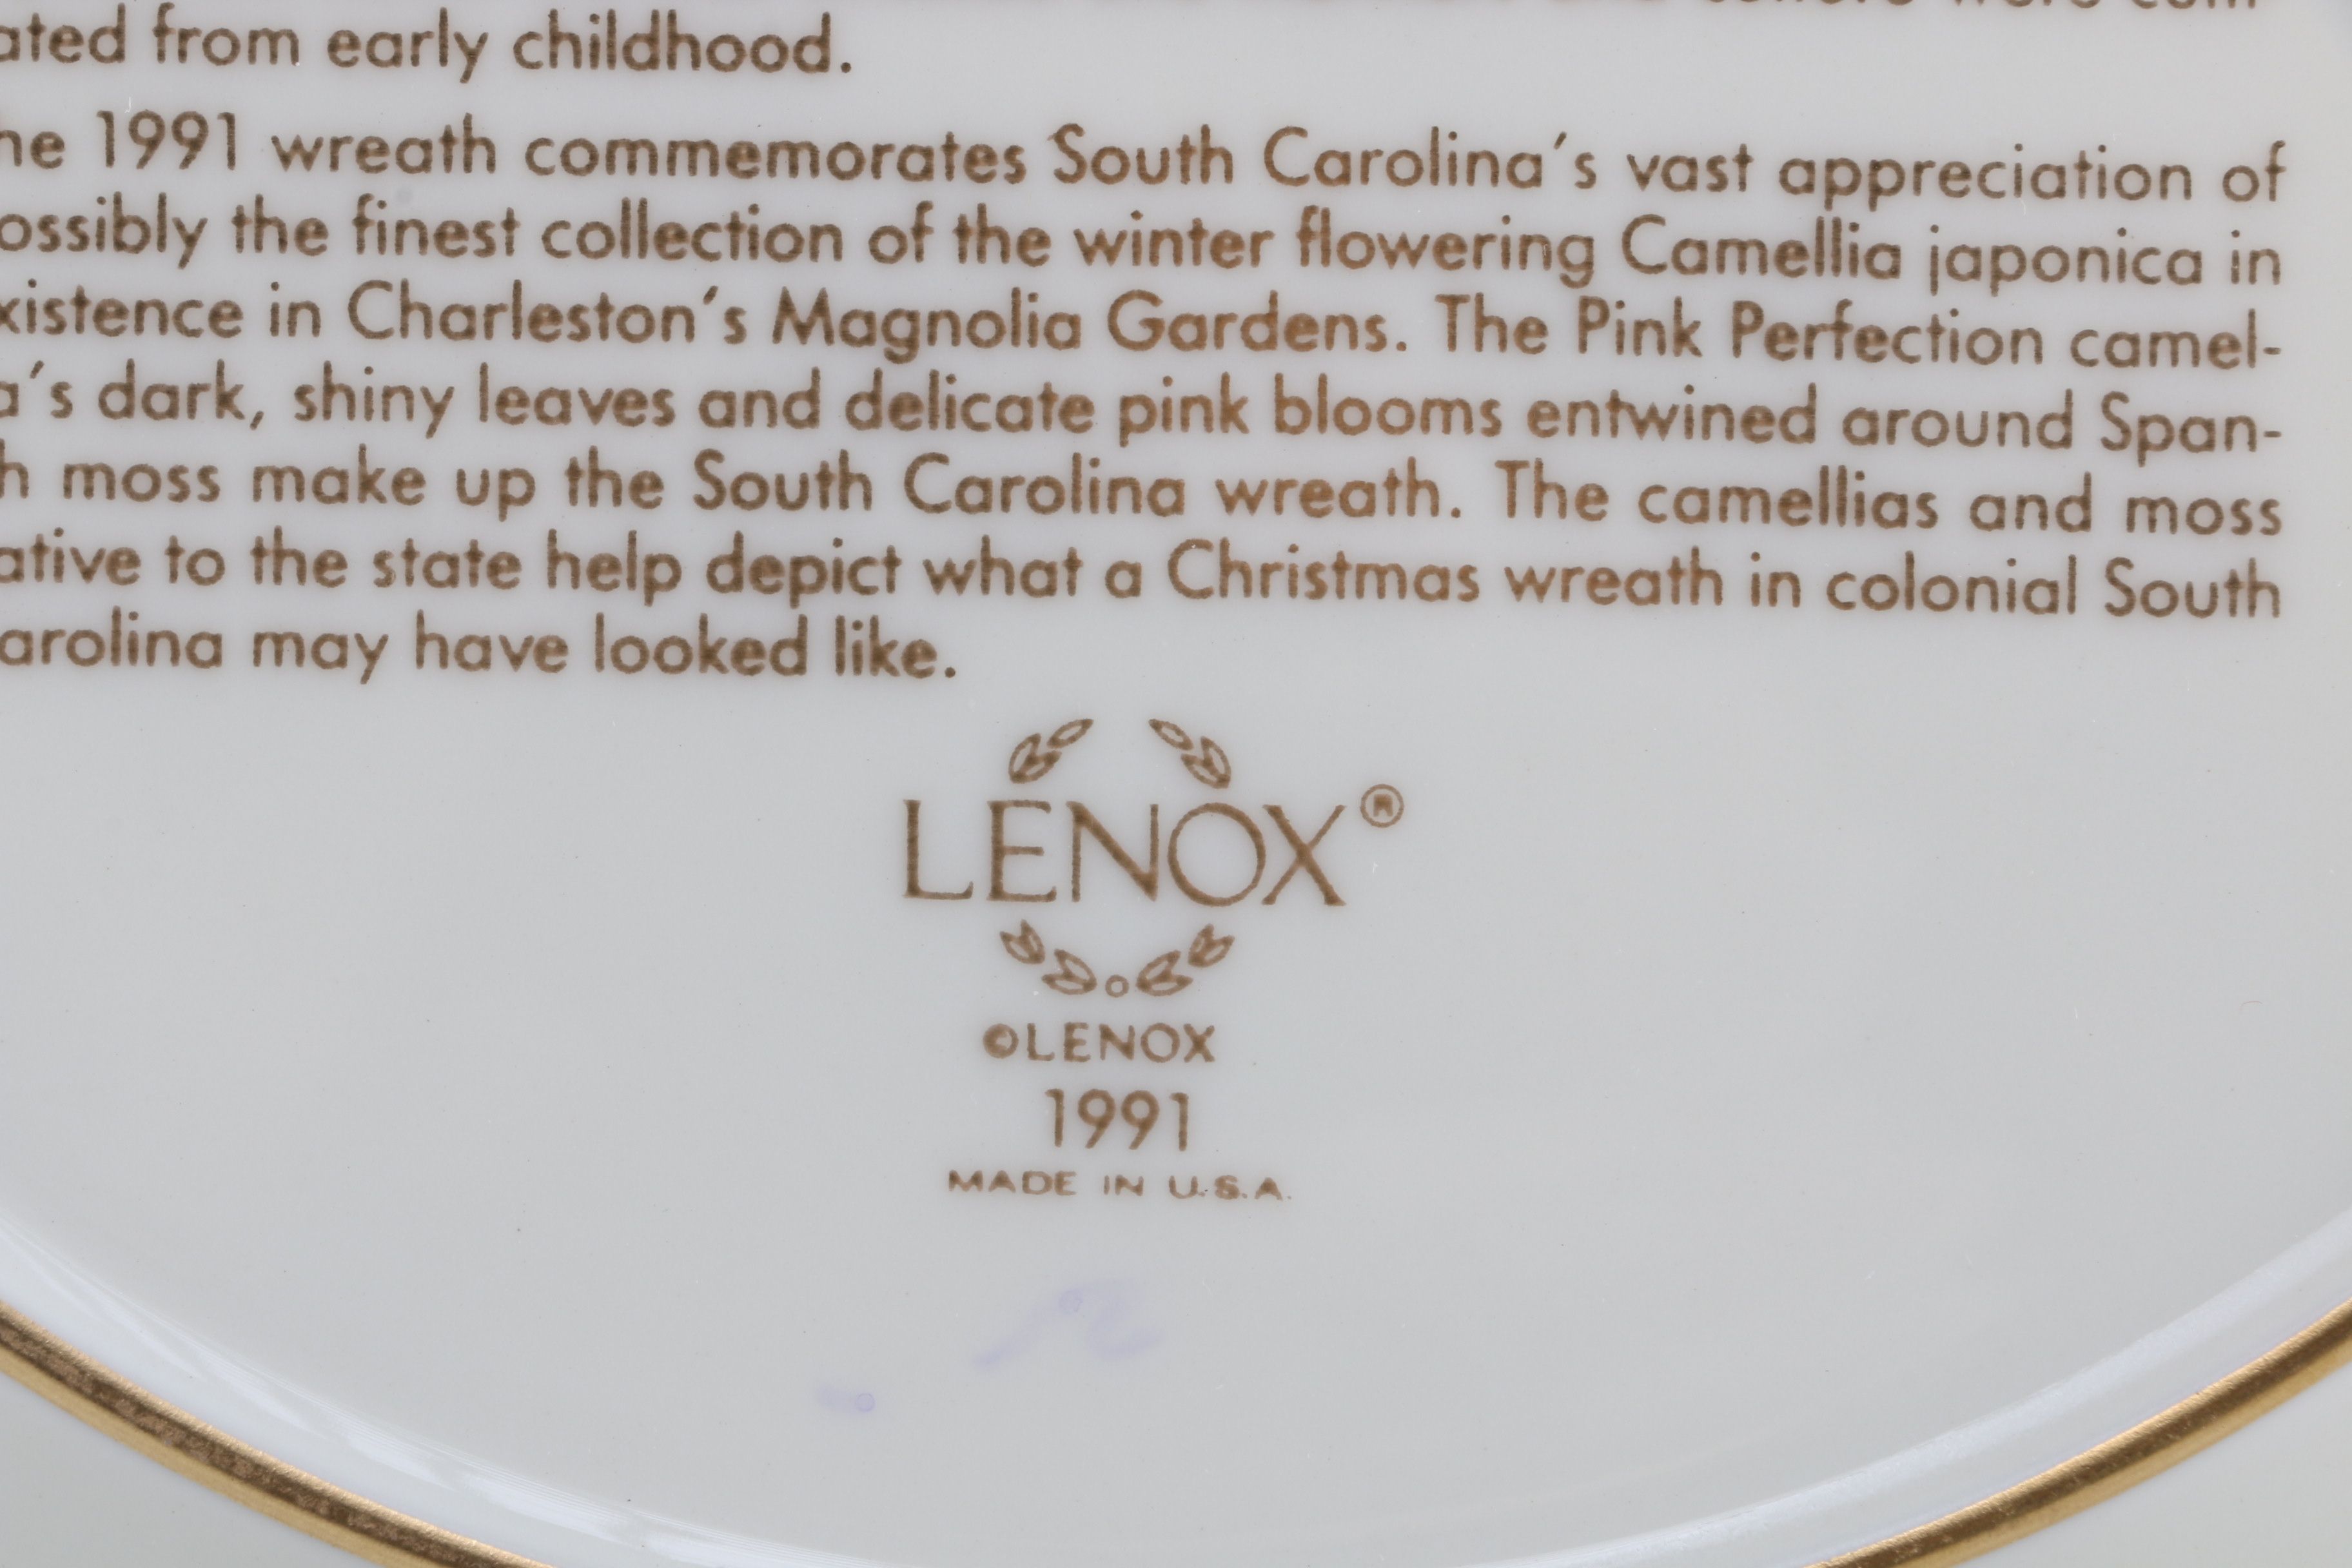 ated from early childhood.
he 1991 wreath commemorates South Carolina's vast appreciation of
ossibly the finest collection of the winter flowering Camellia japonica in
xistence in Charleston's Magnolia Gardens. The Pink Perfection camel-
a's dark, shiny leaves and delicate pink blooms entwined around Span-
h moss make up the South Carolina wreath. The camellias and moss
ative to the state help depict what a Christmas wreath in colonial South
arolina may have looked like.
LENOX®
©LENOX
1991
MADE IN U.S.A.